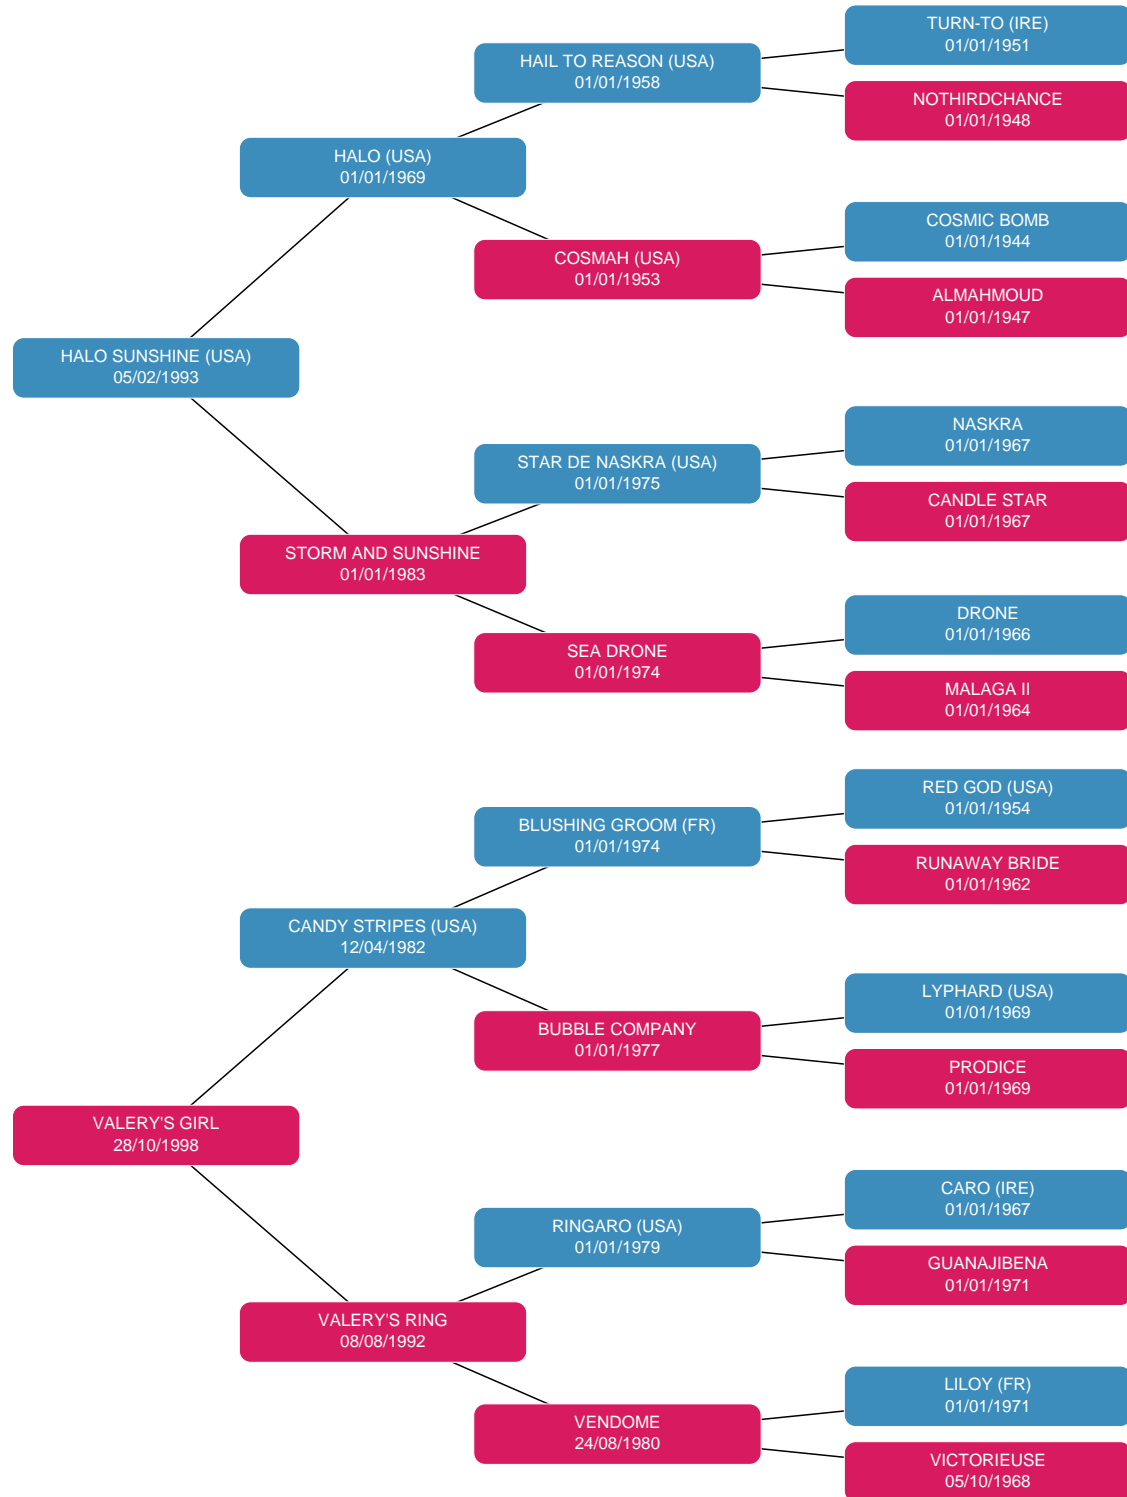 TURN-TO (IRE)
01/01/1951
HAIL TO REASON (USA)
01/01/1958
NOTHIRDCHANCE
01/01/1948
HALO (USA)
01/01/1969
COSMIC BOMB
01/01/1944
COSMAH (USA)
01/01/1953
ALMAHMOUD
01/01/1947
HALO SUNSHINE (USA)
05/02/1993
NASKRA
01/01/1967
STAR DE NASKRA (USA)
01/01/1975
CANDLE STAR
01/01/1967
STORM AND SUNSHINE
01/01/1983
DRONE
01/01/1966
SEA DRONE
01/01/1974
MALAGA II
01/01/1964
RED GOD (USA)
01/01/1954
BLUSHING GROOM (FR)
01/01/1974
RUNAWAY BRIDE
01/01/1962
CANDY STRIPES (USA)
12/04/1982
LYPHARD (USA)
01/01/1969
BUBBLE COMPANY
01/01/1977
PRODICE
01/01/1969
VALERY'S GIRL
28/10/1998
CARO (IRE)
01/01/1967
RINGARO (USA)
01/01/1979
GUANAJIBENA
01/01/1971
VALERY'S RING
08/08/1992
LILOY (FR)
01/01/1971
VENDOME
24/08/1980
VICTORIEUSE
05/10/1968